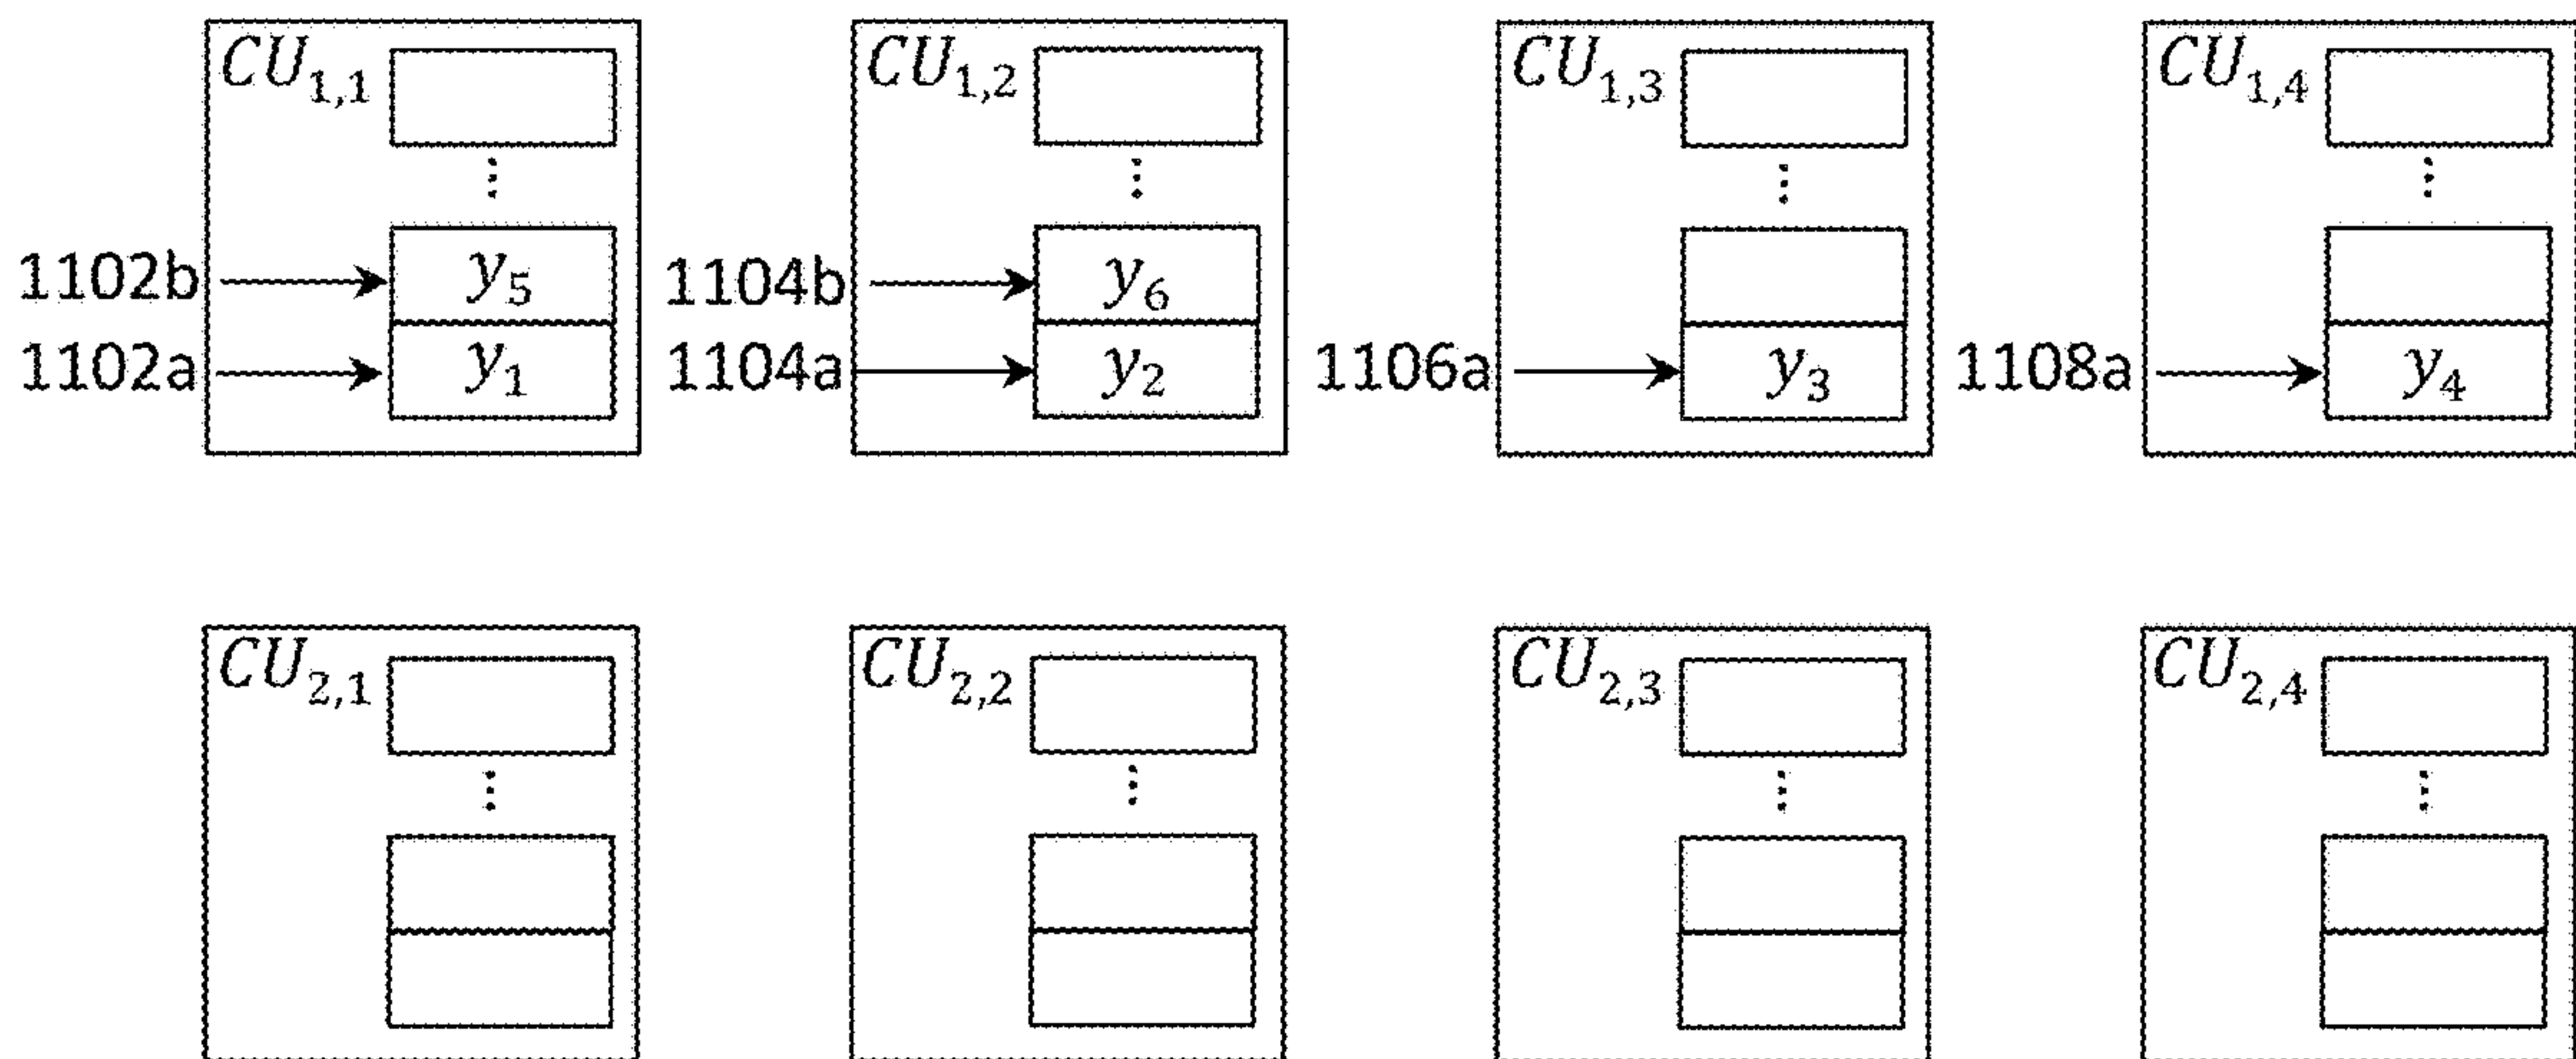 CU1,1 CU1,2 CU1,3 CU1,4
1102b y5 1104b y6
1102a y1 1104a y2 1106a y3 1108a y4
CU2,1 CU2,2 CU2,3 CU2,4